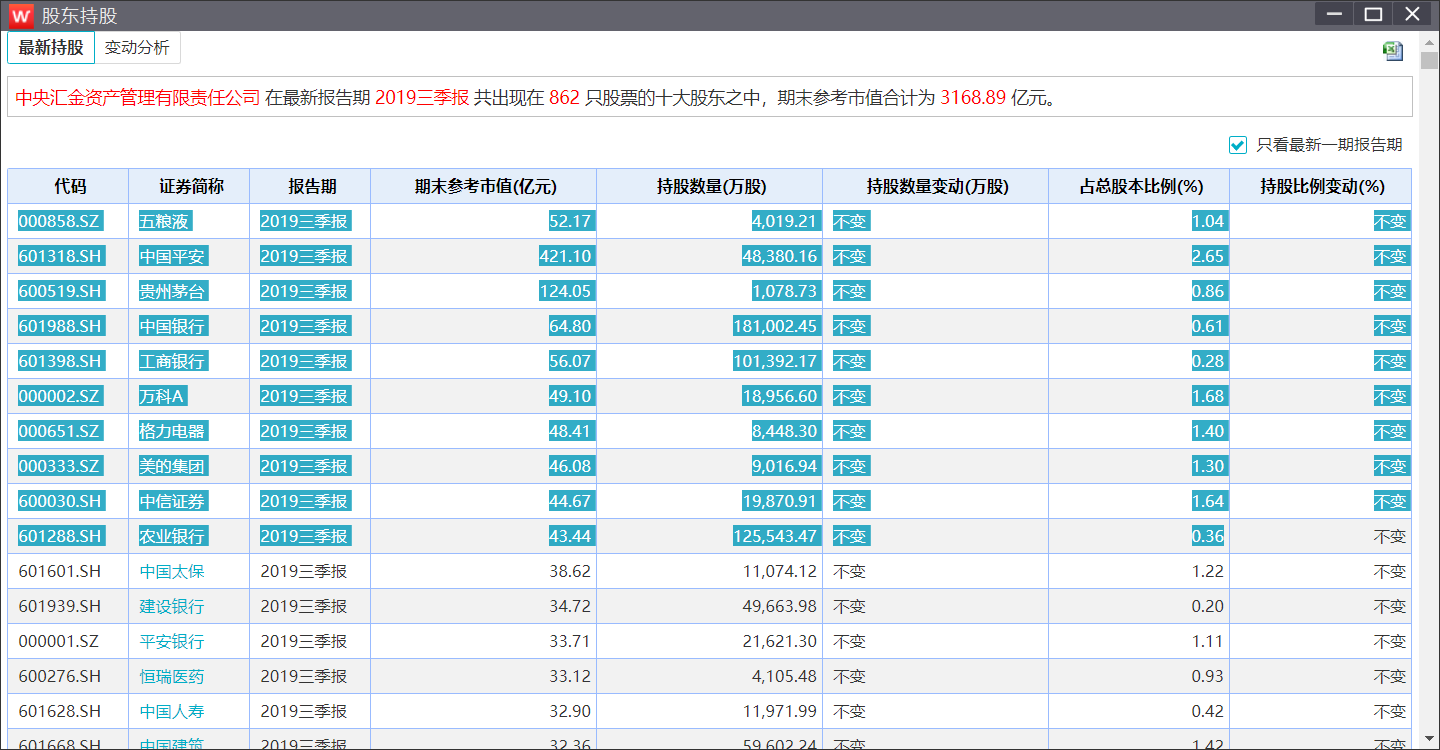 W 股东持股
最新持股 变动分析
中央汇金资产管理有限责任公司 在最新报告期 2019三季报 共出现在 862 只股票的十大股东之中，期末参考市值合计为 3168.89 亿元。
只看最新一期报告期
代码 证券简称 报告期 期末参考市值(亿元) 持股数量(万股) 持股数量变动(万股) 占总股本比例(%) 持股比例变动(%)
000858.SZ 五粮液 2019三季报 52.17 4,019.21 不变 1.04 不变
601318.SH 中国平安 2019三季报 421.10 48,380.16 不变 2.65 不变
600519.SH 贵州茅台 2019三季报 124.05 1,078.73 不变 0.86 不变
601988.SH 中国银行 2019三季报 64.80 181,002.45 不变 0.61 不变
601398.SH 工商银行 2019三季报 56.07 101,392.17 不变 0.28 不变
000002.SZ 万科A 2019三季报 49.10 18,956.60 不变 1.68 不变
000651.SZ 格力电器 2019三季报 48.41 8,448.30 不变 1.40 不变
000333.SZ 美的集团 2019三季报 46.08 9,016.94 不变 1.30 不变
600030.SH 中信证券 2019三季报 44.67 19,870.91 不变 1.64 不变
601288.SH 农业银行 2019三季报 43.44 125,543.47 不变 0.36 不变
601601.SH 中国太保 2019三季报 38.62 11,074.12 不变 1.22 不变
601939.SH 建设银行 2019三季报 34.72 49,663.98 不变 0.20 不变
000001.SZ 平安银行 2019三季报 33.71 21,621.30 不变 1.11 不变
600276.SH 恒瑞医药 2019三季报 33.12 4,105.48 不变 0.93 不变
601628.SH 中国人寿 2019三季报 32.90 11,971.99 不变 0.42 不变
601668.SH 中国建筑 2019三季报 32.36 59,602.24 不变 1.42 不变